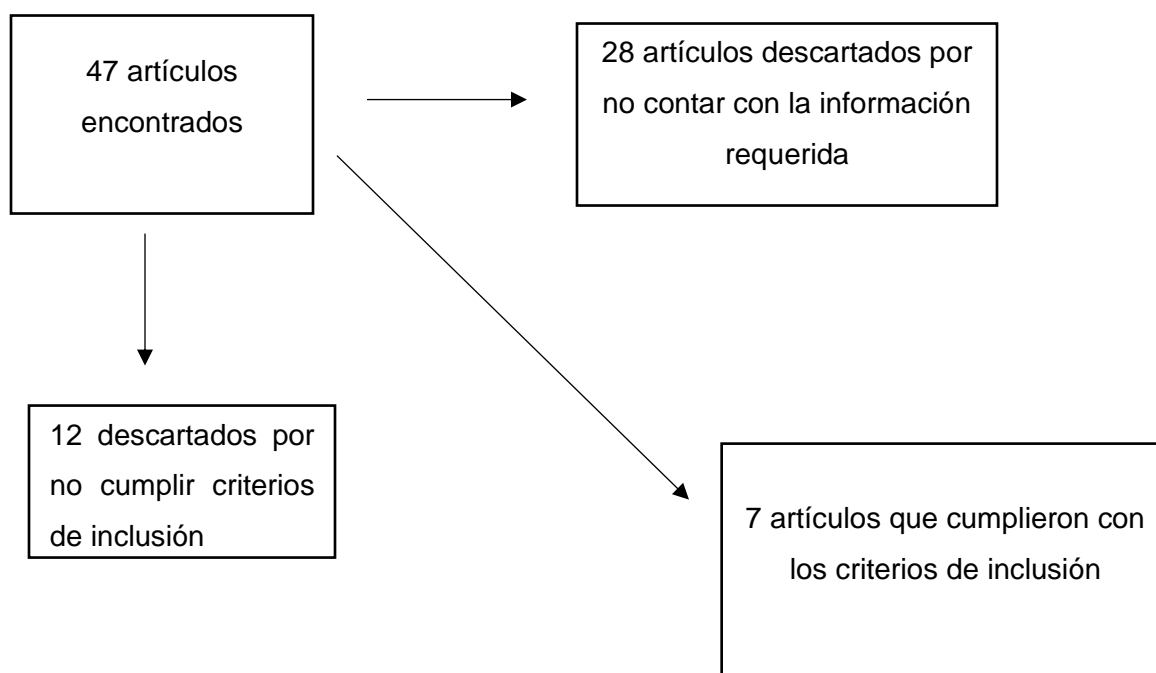 47 artículos
encontrados
28 artículos descartados por
no contar con la información
requerida
12 descartados por
no cumplir criterios
de inclusión
7 artículos que cumplieron con
los criterios de inclusión